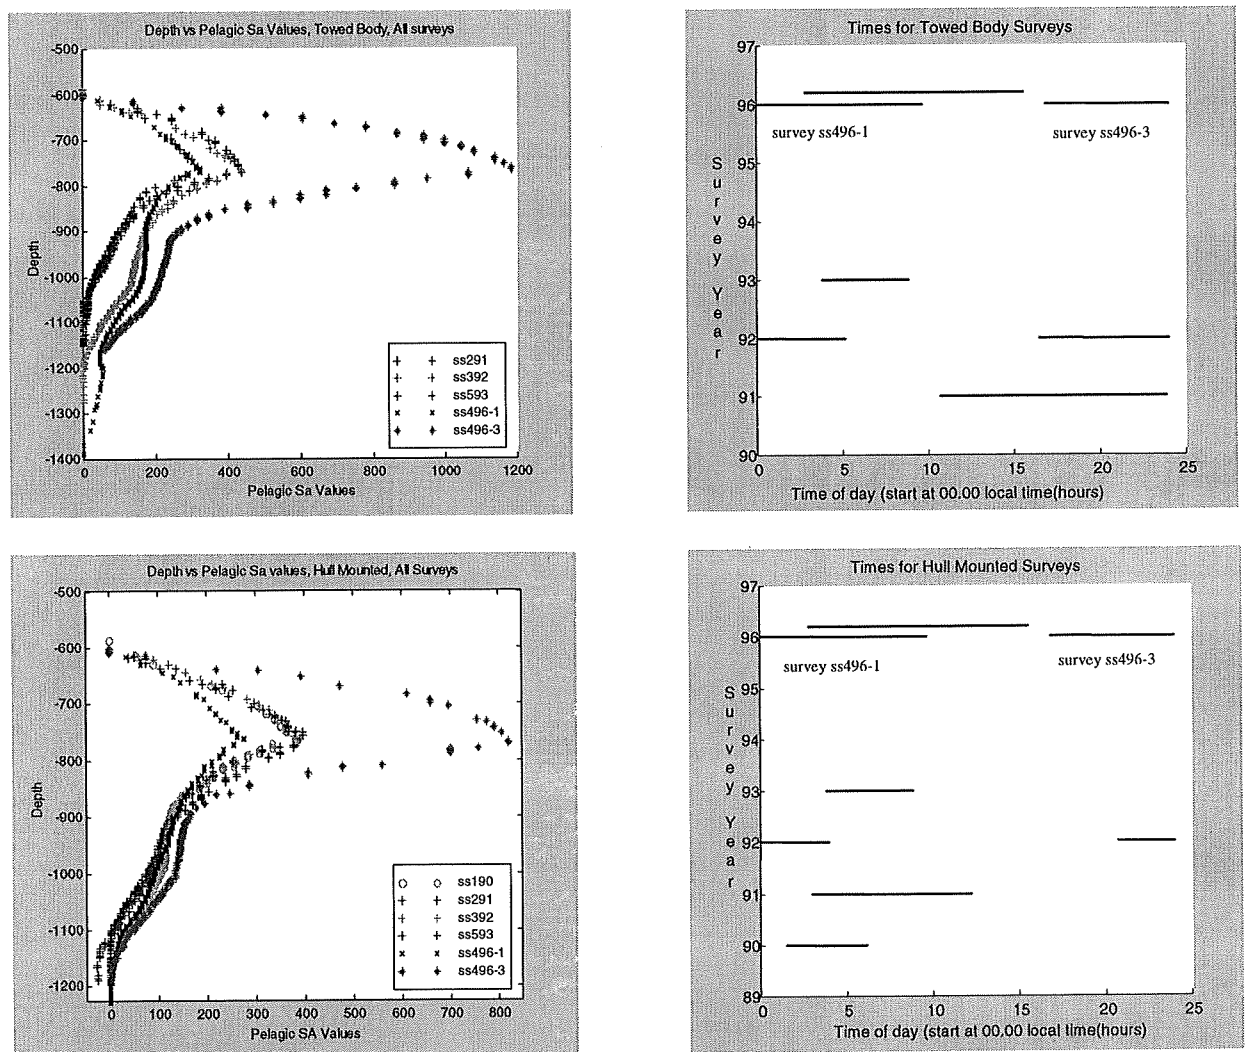 Depth vs Pelagic Sa Values, Towed Body, All surveys
-500
-600
-700
-800
-900
-1000
-1100
-1200
-1300
-1400
Depth
0 200 400 600 800 1000 1200
Pelagic Sa Values
ss291
ss392
ss593
ss496-1
ss496-3
Times for Towed Body Surveys
97
96
95
94
93
92
91
90
Survey Year
survey ss496-1
survey ss496-3
0 5 10 15 20 25
Time of day (start at 00.00 local time(hours)
Depth vs Pelagic Sa values, Hull Mounted, All Surveys
-500
-600
-700
-800
-900
-1000
-1100
-1200
Depth
0 100 200 300 400 500 600 700 800
Pelagic SA Values
ss190
ss291
ss392
ss593
ss496-1
ss496-3
Times for Hull Mounted Surveys
97
96
95
94
93
92
91
90
89
Survey Year
survey ss496-1
survey ss496-3
0 5 10 15 20 25
Time of day (start at 00.00 local time(hours)